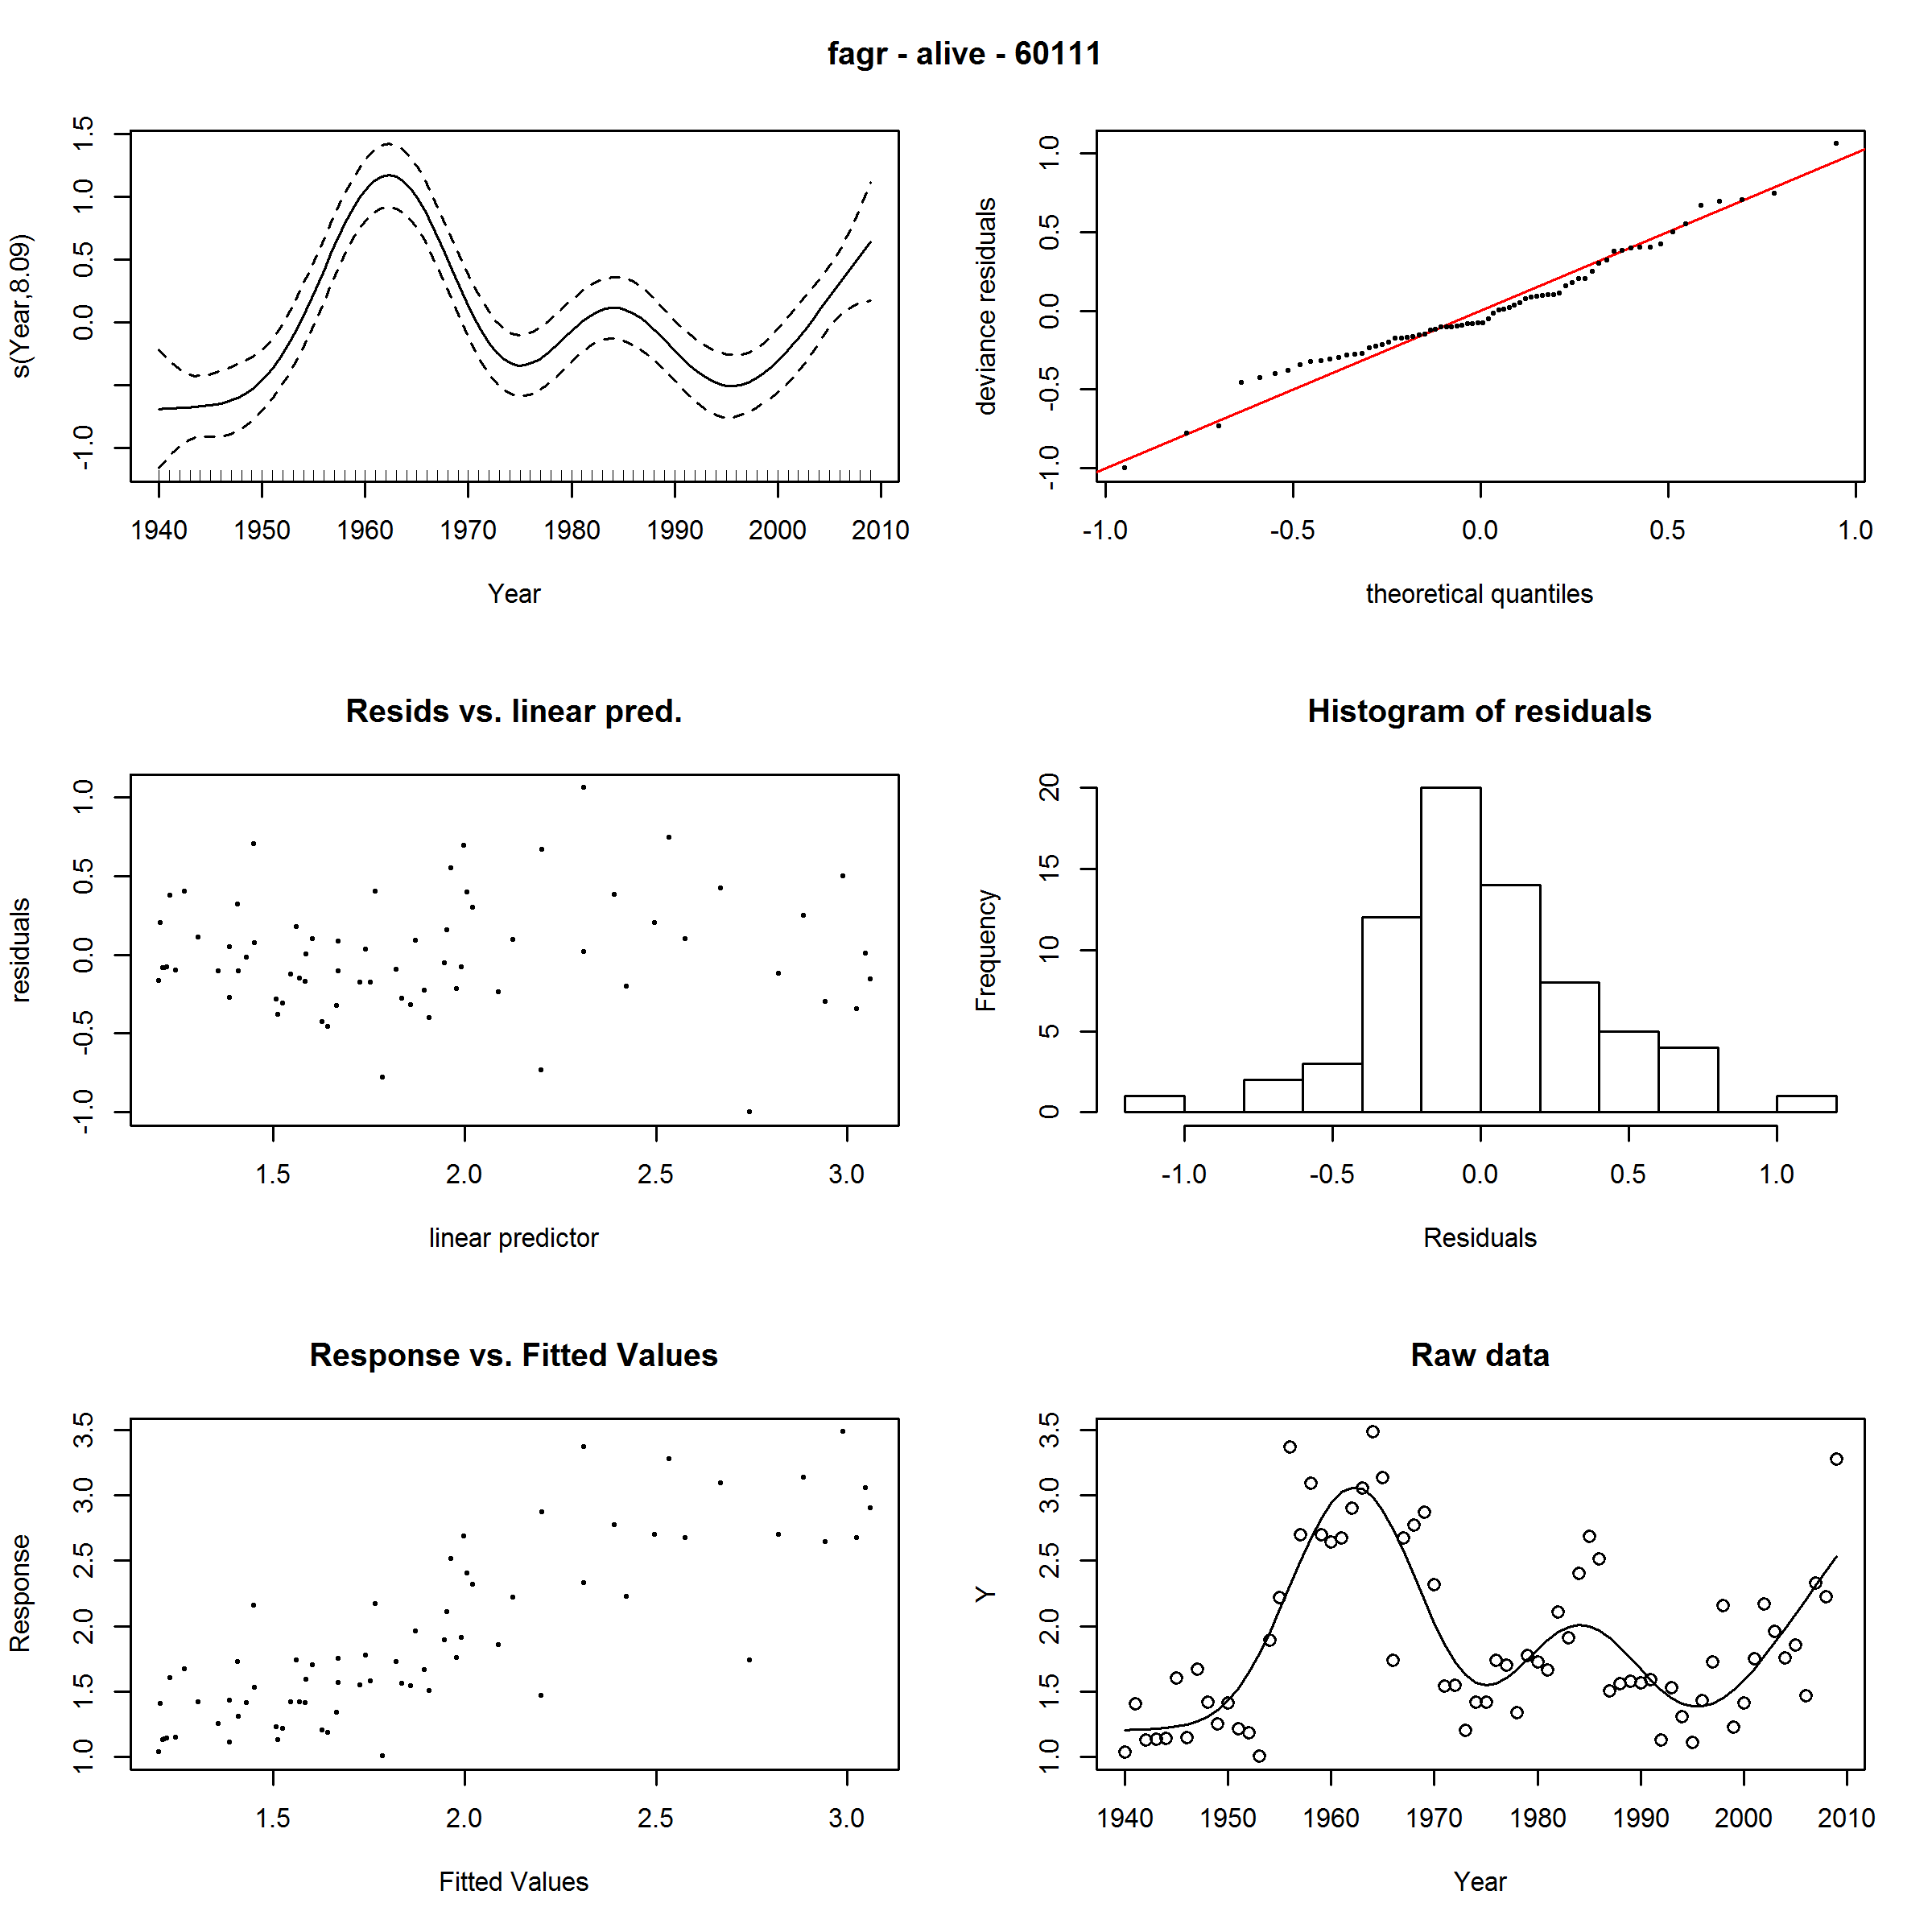 fagr - alive - 60111
s(Year,8.09)
-1.0 0.0 0.5 1.0 1.5
1940 1950 1960 1970 1980 1990 2000 2010
Year
deviance residuals
-1.0 -0.5 0.0 0.5 1.0
-1.0 -0.5 0.0 0.5 1.0
theoretical quantiles
Resids vs. linear pred.
residuals
-1.0 -0.5 0.0 0.5 1.0
1.5 2.0 2.5 3.0
linear predictor
Histogram of residuals
Frequency
0 5 10 15 20
-1.0 -0.5 0.0 0.5 1.0
Residuals
Response vs. Fitted Values
Response
1.0 1.5 2.0 2.5 3.0 3.5
1.5 2.0 2.5 3.0
Fitted Values
Raw data
Y
1.0 1.5 2.0 2.5 3.0 3.5
1940 1950 1960 1970 1980 1990 2000 2010
Year